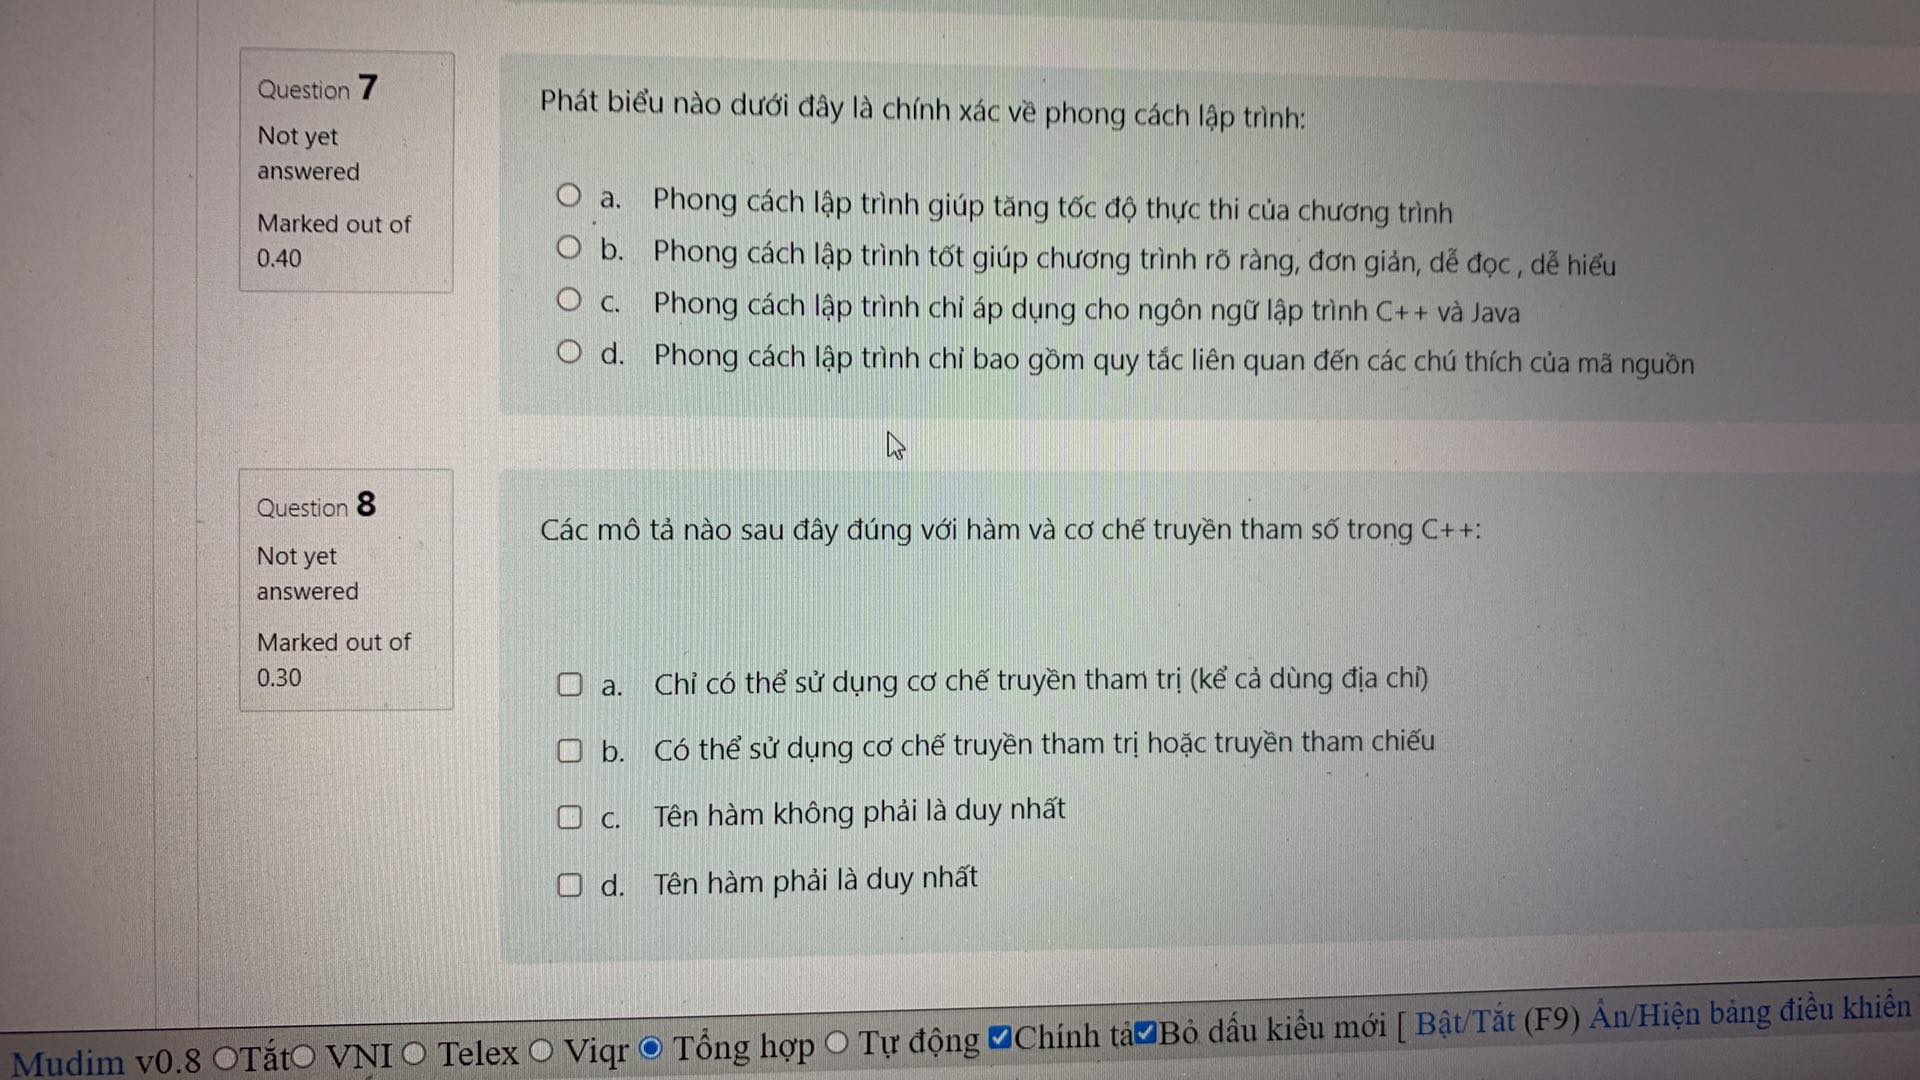 Question 7
Not yet
answered
Marked out of
0.40
Phát biểu nào dưới đây là chính xác về phong cách lập trình:
a. Phong cách lập trình giúp tăng tốc độ thực thi của chương trình
b. Phong cách lập trình tốt giúp chương trình rõ ràng, đơn giản, dễ đọc , dễ hiểu
c. Phong cách lập trình chỉ áp dụng cho ngôn ngữ lập trình C++ và Java
d. Phong cách lập trình chỉ bao gồm quy tắc liên quan đến các chú thích của mã nguồn
Question 8
Not yet
answered
Marked out of
0.30
Các mô tả nào sau đây đúng với hàm và cơ chế truyền tham số trong C++:
a. Chỉ có thể sử dụng cơ chế truyền tham trị (kể cả dùng địa chỉ)
b. Có thể sử dụng cơ chế truyền tham trị hoặc truyền tham chiếu
c. Tên hàm không phải là duy nhất
d. Tên hàm phải là duy nhất
Mudim v0.8 Tắt VNI Telex Viqr Tổng hợp Tự động Chính tả Bỏ dấu kiểu mới [ Bật/Tắt (F9) Ẩn/Hiện bảng điều khiển